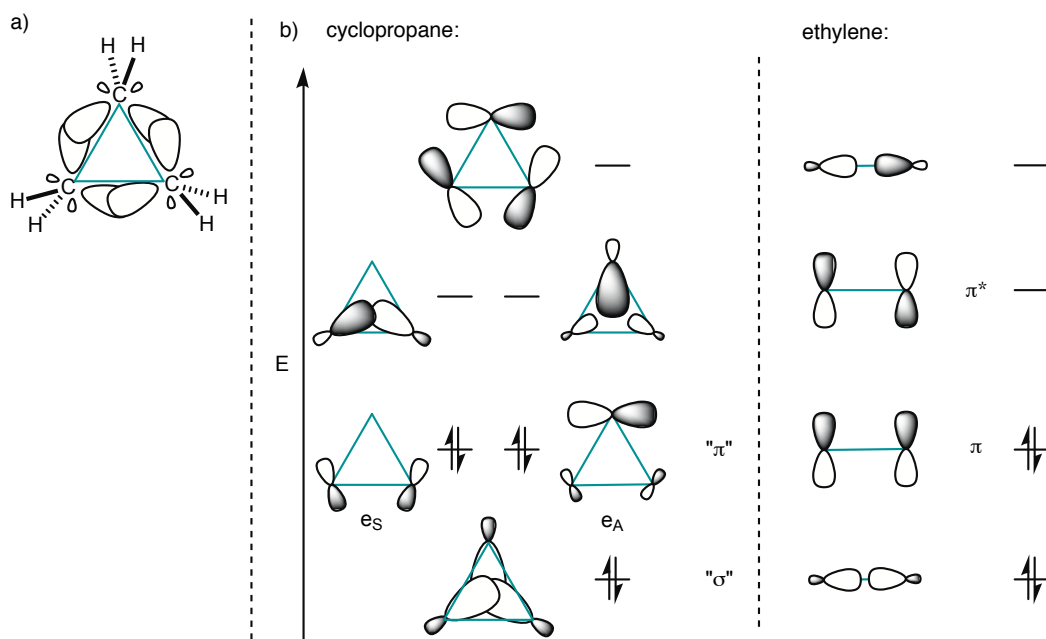 a)
H H
C
C C
H H
H H
b) cyclopropane:
ethylene:
E
π*
"π"
π
e_S
e_A
"σ"